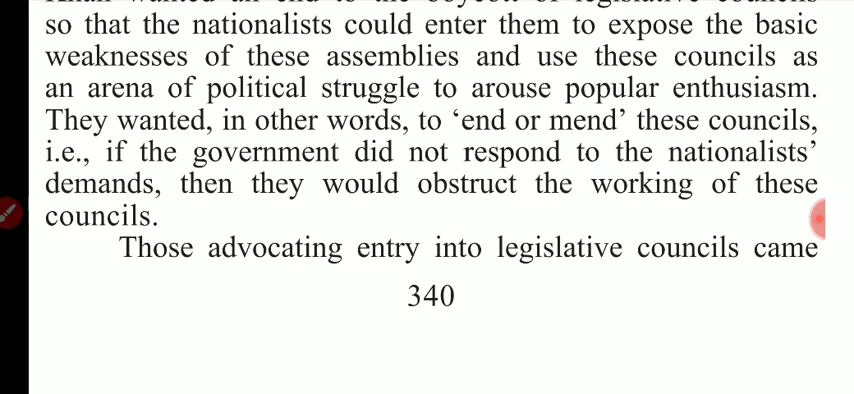 so that the nationalists could enter them to expose the basic
weaknesses of these assemblies and use these councils as
an arena of political struggle to arouse popular enthusiasm.
They wanted, in other words, to ‘end or mend’ these councils,
i.e., if the government did not respond to the nationalists’
demands, then they would obstruct the working of these
councils.
Those advocating entry into legislative councils came
340